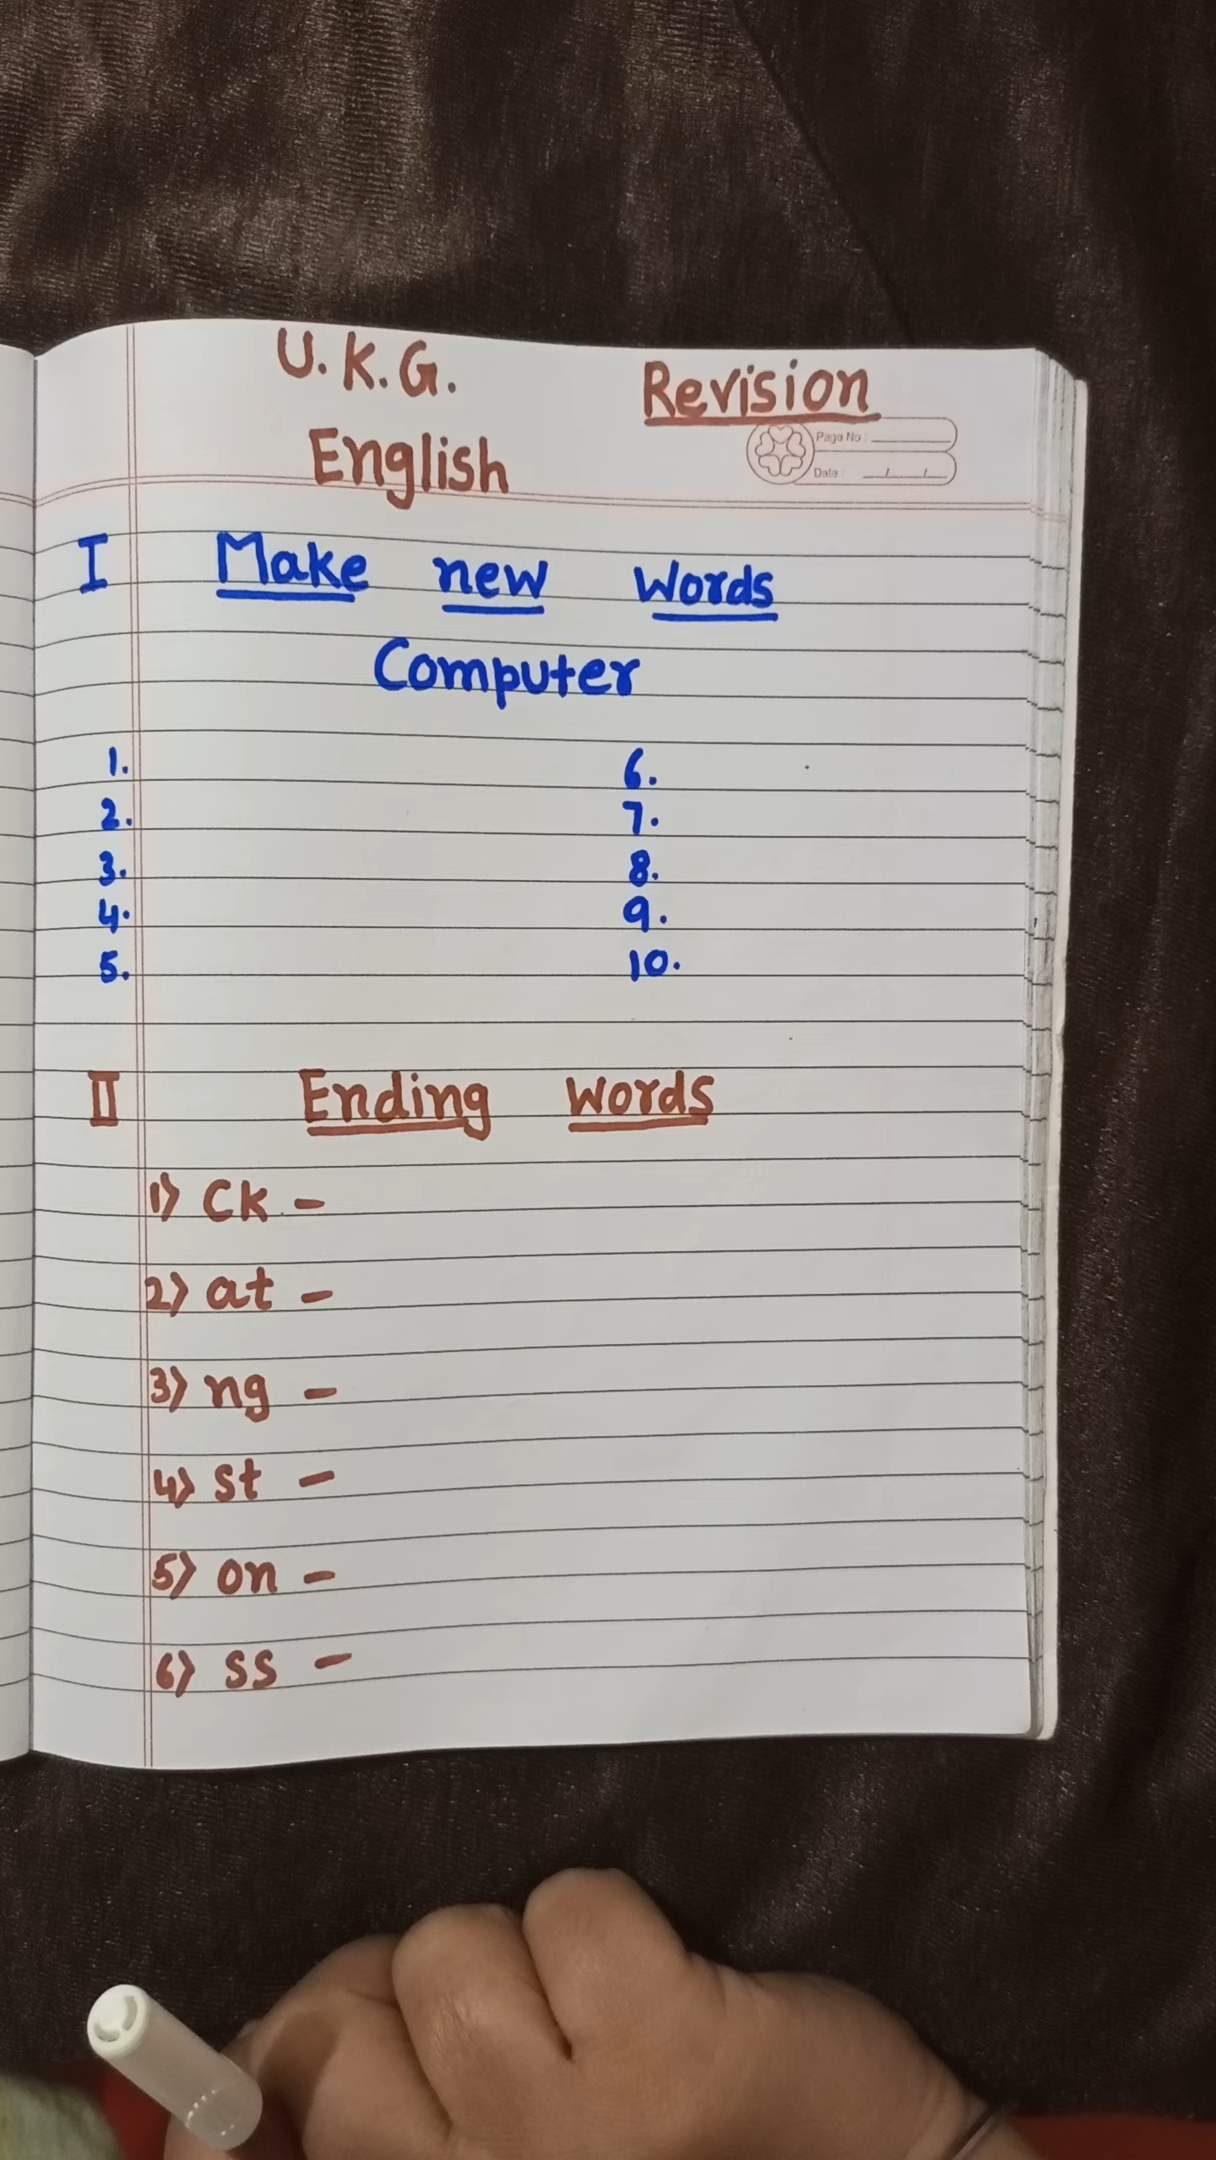 U.K.G.
Revision
Page No :
Date :
English
I Make new Words
Computer
1. 6.
2. 7.
3. 8.
4. 9.
5. 10.
II Ending Words
1) Ck -
2) at -
3) ng -
4) st -
5) on -
6) ss -